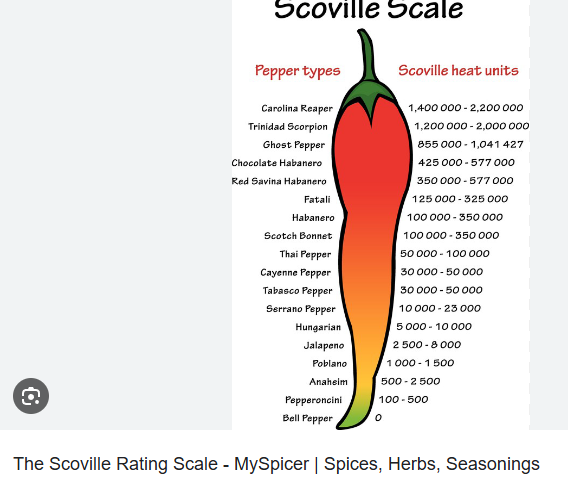 Scoville Scale
Pepper types Scoville heat units
Carolina Reaper 1,400 000 - 2,200 000
Trinidad Scorpion 1,200 000 - 2,000 000
Ghost Pepper 855 000 - 1,041 427
Chocolate Habanero 425 000 - 577 000
Red Savina Habanero 350 000 - 577 000
Fatali 125 000 - 325 000
Habanero 100 000 - 350 000
Scotch Bonnet 100 000 - 350 000
Thai Pepper 50 000 - 100 000
Cayenne Pepper 30 000 - 50 000
Tabasco Pepper 30 000 - 50 000
Serrano Pepper 10 000 - 23 000
Hungarian 5 000 - 10 000
Jalapeno 2 500 - 8 000
Poblano 1 000 - 1 500
Anaheim 500 - 2 500
Pepperoncini 100 - 500
Bell Pepper 0
The Scoville Rating Scale - MySpicer | Spices, Herbs, Seasonings